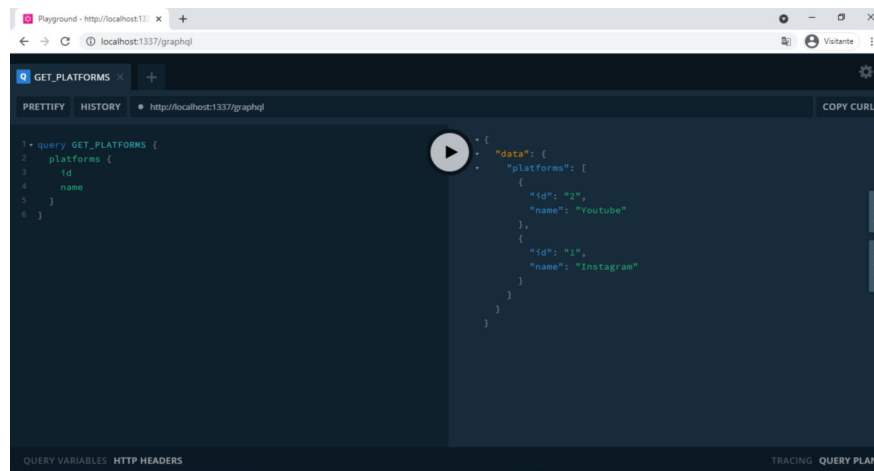 Playground - http://localhost:13
localhost:1337/graphql
Visitante
Q GET_PLATFORMS
PRETTIFY HISTORY http://localhost:1337/graphql COPY CURL
1 query GET_PLATFORMS {
2 platforms {
3 id
4 name
5 }
6 }
{
"data": {
"platforms": [
{
"id": "2",
"name": "Youtube"
},
{
"id": "1",
"name": "Instagram"
}
]
}
}
QUERY VARIABLES HTTP HEADERS TRACING QUERY PLAN